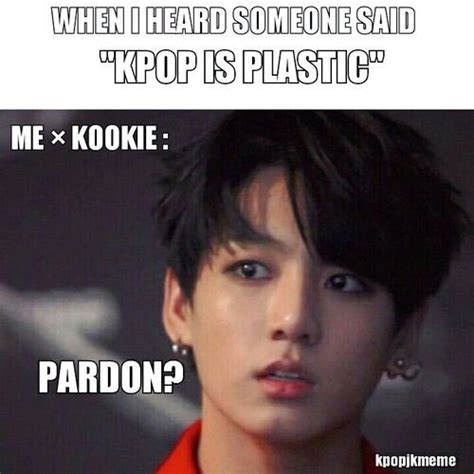 WHEN I HEARD SOMEONE SAID
"KPOP IS PLASTIC"
ME × KOOKIE :
PARDON?
kpopjkmeme